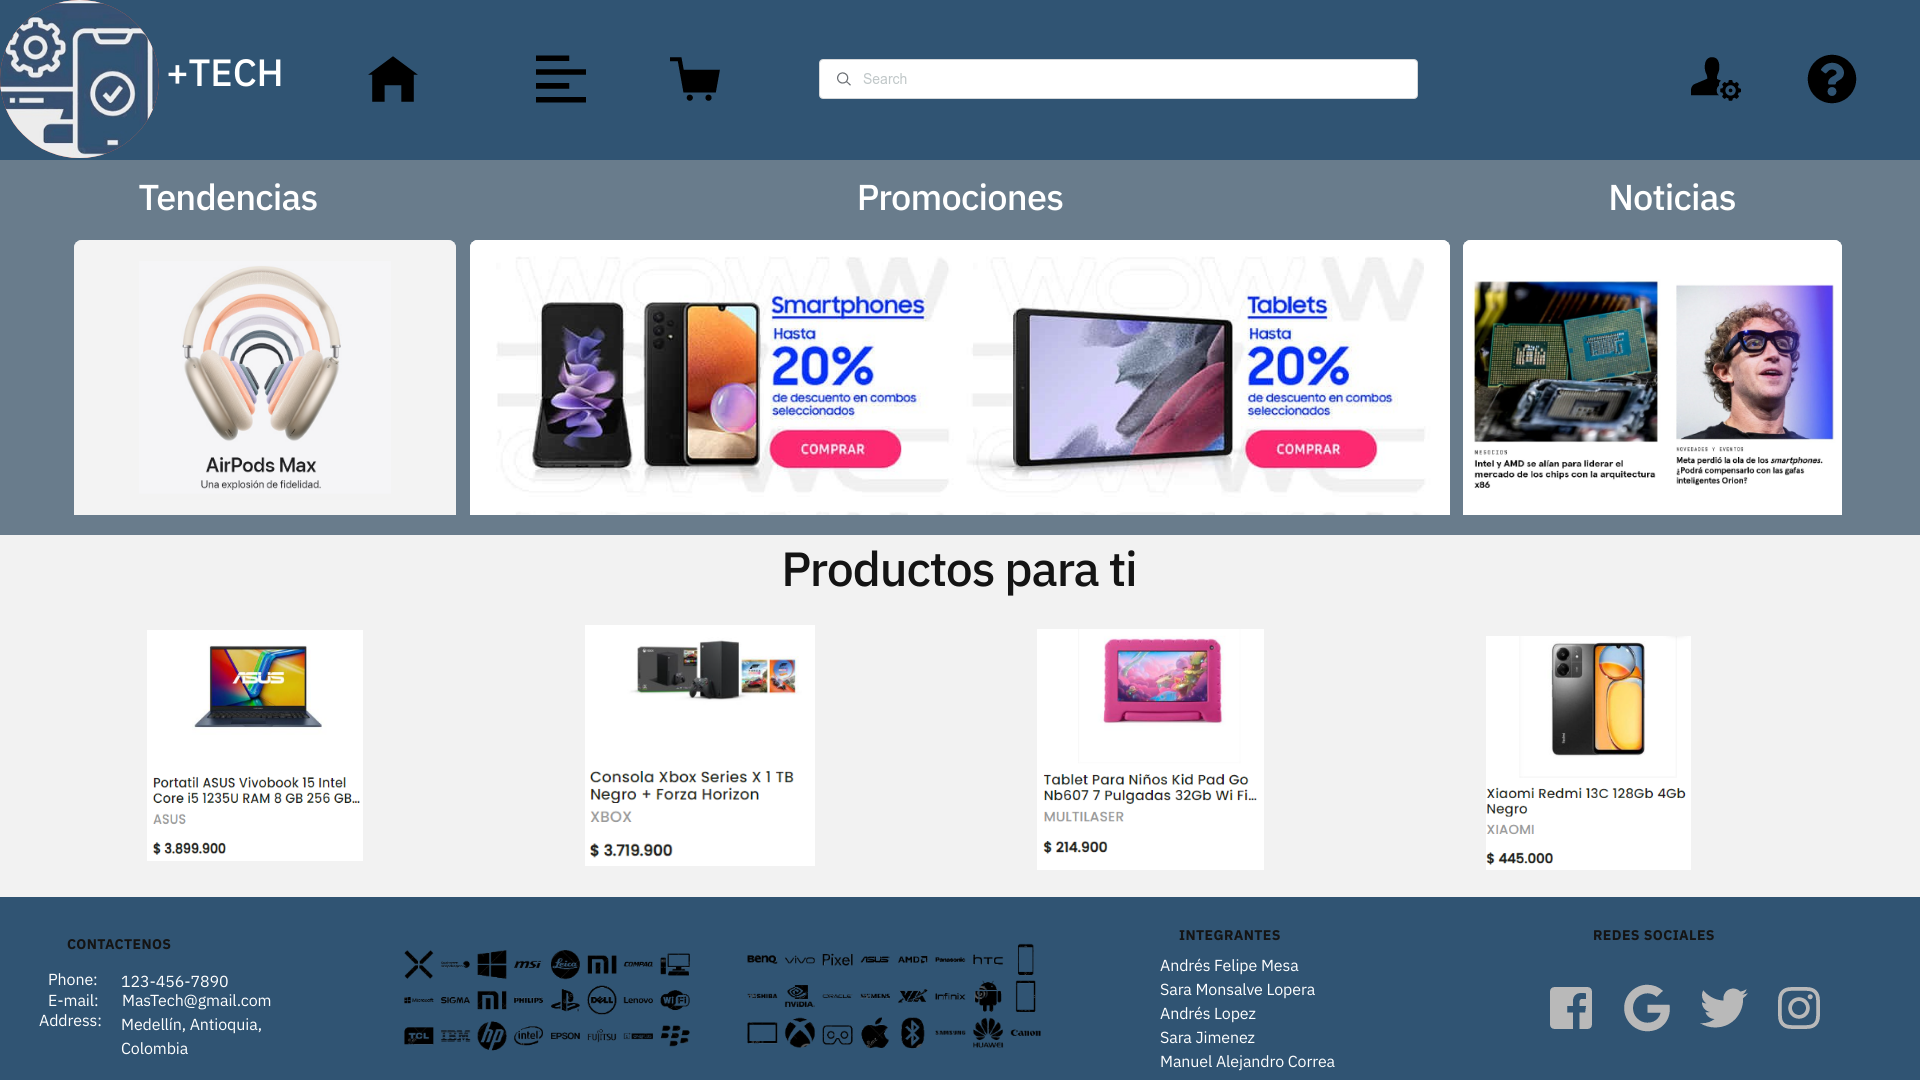 +TECH
Search
Tendencias
Promociones
Noticias
AirPods Max
Una explosión de fidelidad.
Smartphones
Hasta
20%
de descuento en combos
seleccionados
COMPRAR
Tablets
Hasta
20%
de descuento en combos
seleccionados
COMPRAR
NEGOCIOS
Intel y AMD se alían para liderar el
mercado de los chips con la arquitectura
x86
NOVEDADES Y EVENTOS
Meta perdió la ola de los smartphones.
¿Podrá compensarlo con las gafas
inteligentes Orion?
Productos para ti
ASUS
Portatil ASUS Vivobook 15 Intel
Core i5 1235U RAM 8 GB 256 GB...
ASUS
$ 3.899.900
Consola Xbox Series X 1 TB
Negro + Forza Horizon
XBOX
$ 3.719.900
Tablet Para Niños Kid Pad Go
Nb607 7 Pulgadas 32Gb Wi Fi...
MULTILASER
$ 214.900
Xiaomi Redmi 13C 128Gb 4Gb
Negro
XIAOMI
$ 445.000
CONTACTENOS
Phone: 123-456-7890
E-mail: MasTech@gmail.com
Address: Medellín, Antioquia,
Colombia
msi Leica mi COMPAQ
Microsoft SIGMA mi PHILIPS DELL Lenovo WiFi
TCL IBM hp intel EPSON FUJITSU
BenQ vivo Pixel ASUS AMD Panasonic hTC
TOSHIBA NVIDIA ORACLE SIEMENS VIA Infinix
SAMSUNG HUAWEI Canon
INTEGRANTES
Andrés Felipe Mesa
Sara Monsalve Lopera
Andrés Lopez
Sara Jimenez
Manuel Alejandro Correa
REDES SOCIALES